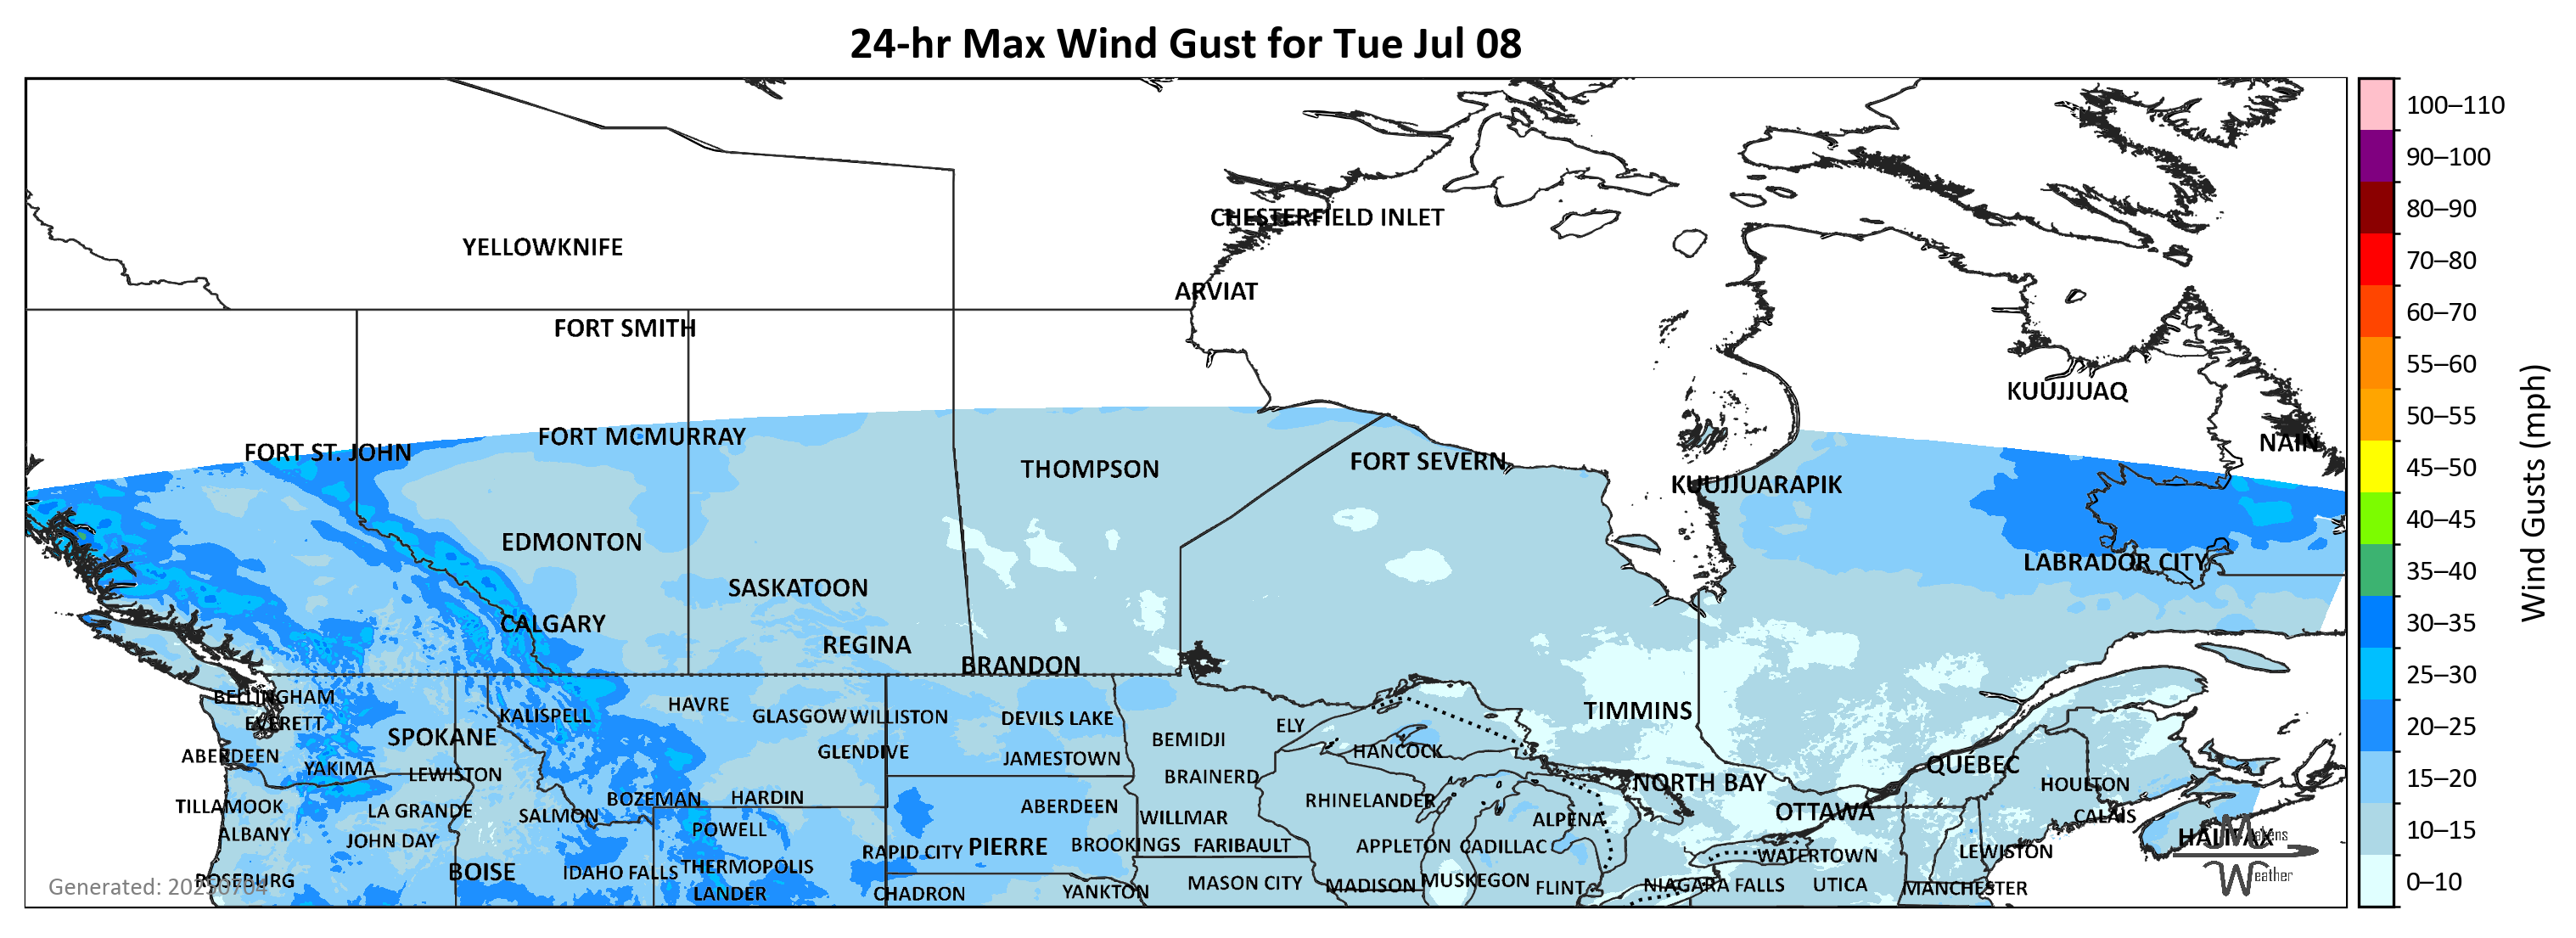 24-hr Max Wind Gust for Tue Jul 08
100–110
90–100
80–90
70–80
60–70
55–60
50–55
45–50
40–45
35–40
30–35
25–30
20–25
15–20
10–15
0–10
Wind Gusts (mph)
CHESTERFIELD INLET
YELLOWKNIFE
ARVIAT
FORT SMITH
KUUJJUAQ
FORT MCMURRAY
NAIN
FORT ST. JOHN
FORT SEVERN
THOMPSON
KUUJJUARAPIK
EDMONTON
LABRADOR CITY
SASKATOON
CALGARY
REGINA
BRANDON
BELLINGHAM
HAVRE
TIMMINS
KALISPELL
GLASGOW
WILLISTON
DEVILS LAKE
EVERETT
ELY
SPOKANE
BEMIDJI
GLENDIVE
HANCOCK
ABERDEEN
JAMESTOWN
QUÉBEC
YAKIMA
LEWISTON
BRAINERD
NORTH BAY
HOULTON
BOZEMAN
HARDIN
RHINELANDER
TILLAMOOK
LA GRANDE
ABERDEEN
SALMON
WILLMAR
OTTAWA
CALAIS
ALPENA
ALBANY
JOHN DAY
POWELL
HALIFAX
Makens
Weather
RAPID CITY
PIERRE
BROOKINGS
FARIBAULT
APPLETON
CADILLAC
LEWISTON
WATERTOWN
BOISE
IDAHO FALLS
THERMOPOLIS
ROSEBURG
MUSKEGON
MASON CITY
MADISON
FLINT
NIAGARA FALLS
UTICA
MANCHESTER
LANDER
CHADRON
YANKTON
Generated: 20250704